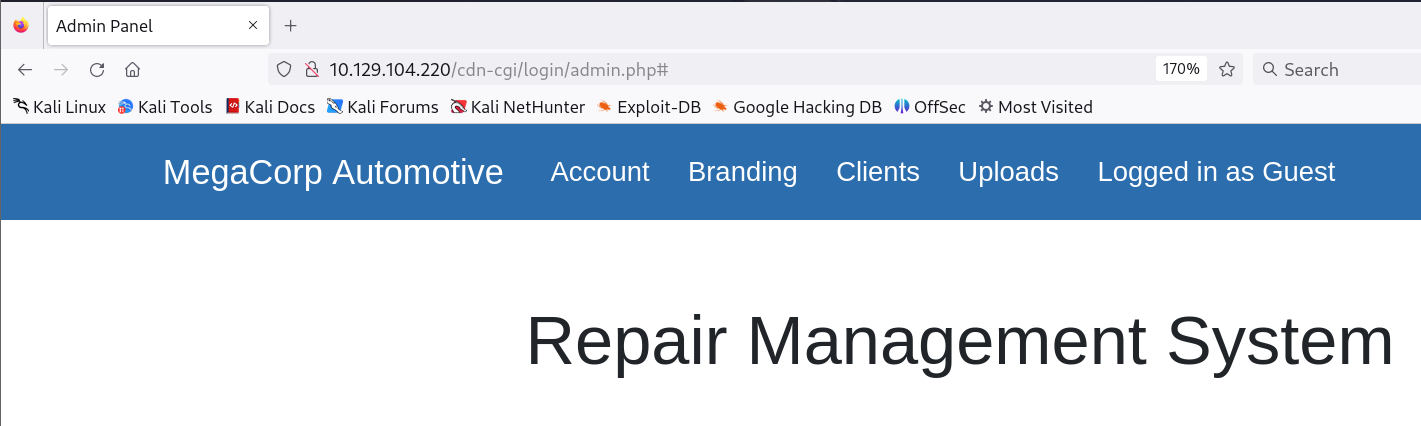 Admin Panel
10.129.104.220/cdn-cgi/login/admin.php# 170% Search
Kali Linux Kali Tools Kali Docs Kali Forums Kali NetHunter Exploit-DB Google Hacking DB OffSec Most Visited
MegaCorp Automotive Account Branding Clients Uploads Logged in as Guest
Repair Management System